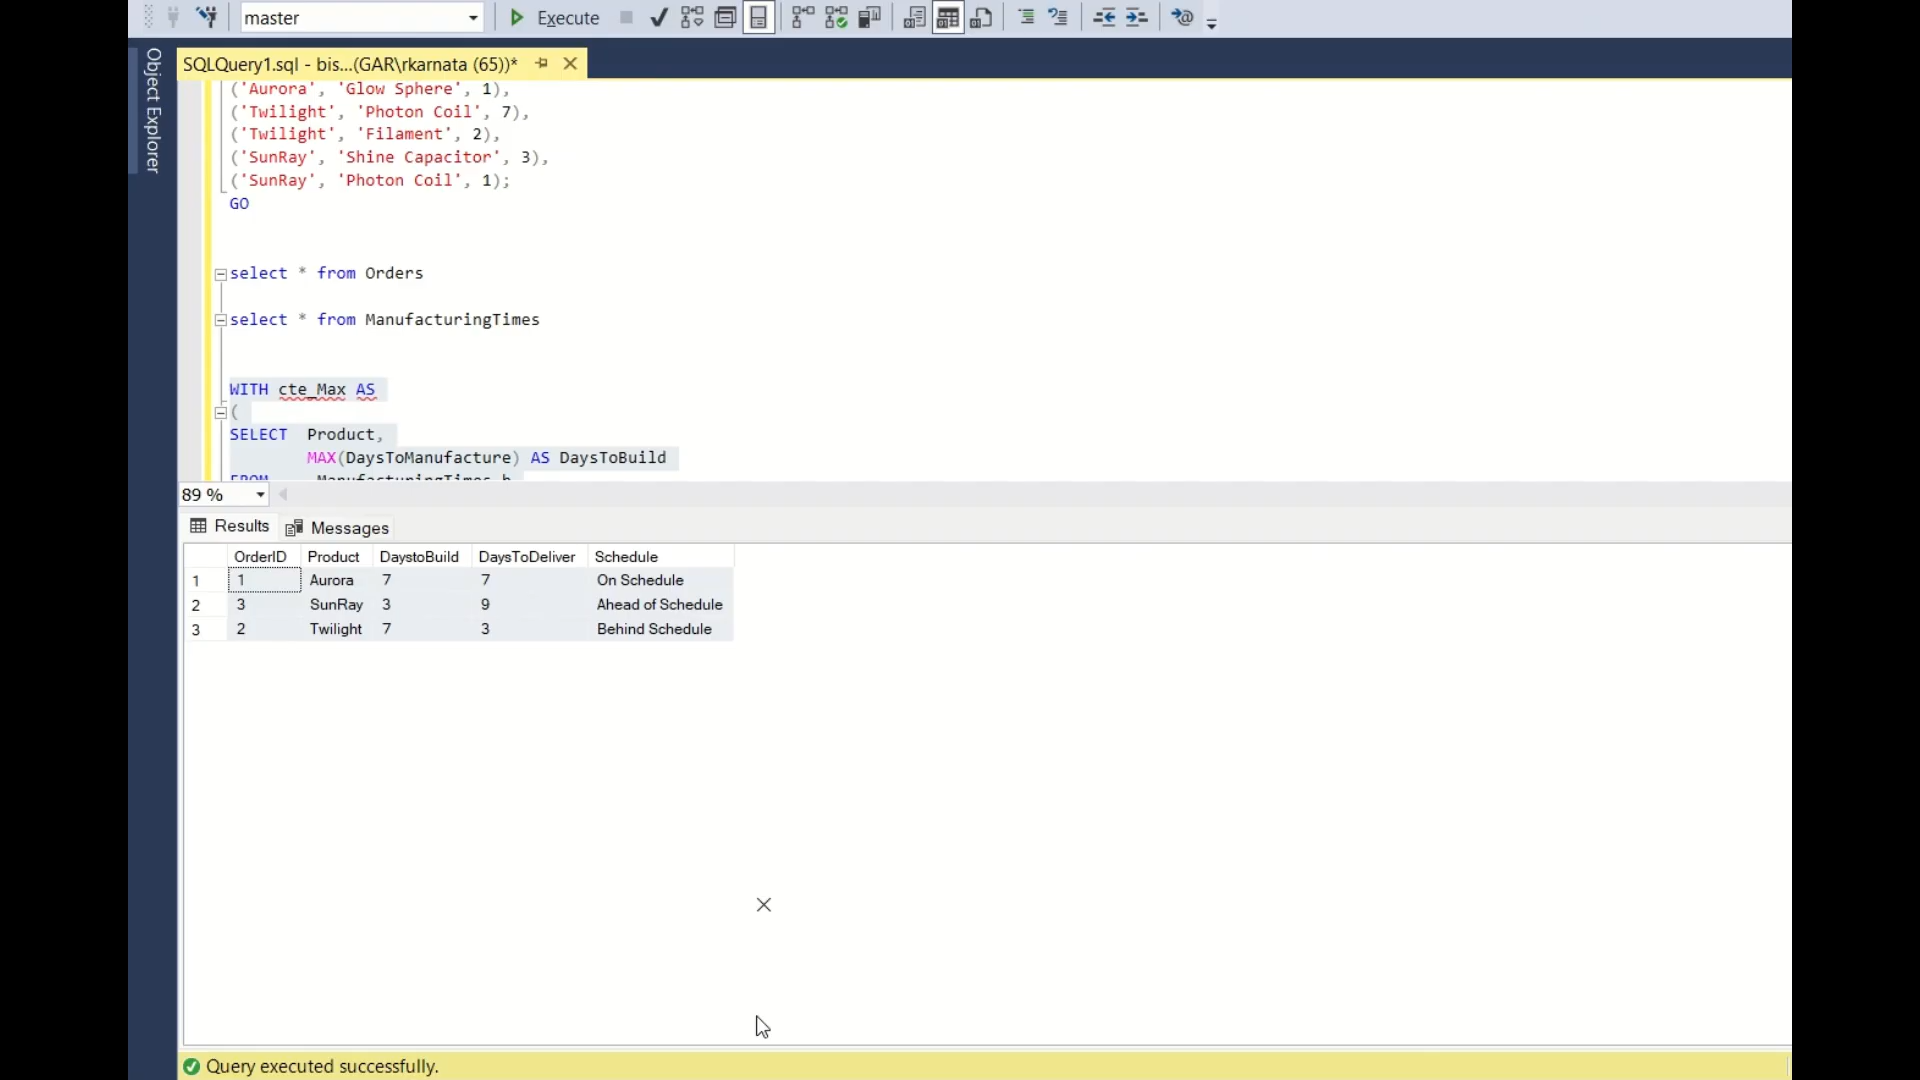 master
Execute
Object Explorer
SQLQuery1.sql - bis...(GAR\rkarnata (65))*
('Aurora', 'Glow Sphere', 1),
('Twilight', 'Photon Coil', 7),
('Twilight', 'Filament', 2),
('SunRay', 'Shine Capacitor', 3),
('SunRay', 'Photon Coil', 1);
GO
select * from Orders
select * from ManufacturingTimes
WITH cte_Max AS
(
SELECT Product,
MAX(DaysToManufacture) AS DaysToBuild
FROM ManufacturingTimes b
89 %
Results Messages
OrderID Product DaystoBuild DaysToDeliver Schedule
1 1 Aurora 7 7 On Schedule
2 3 SunRay 3 9 Ahead of Schedule
3 2 Twilight 7 3 Behind Schedule
Query executed successfully.